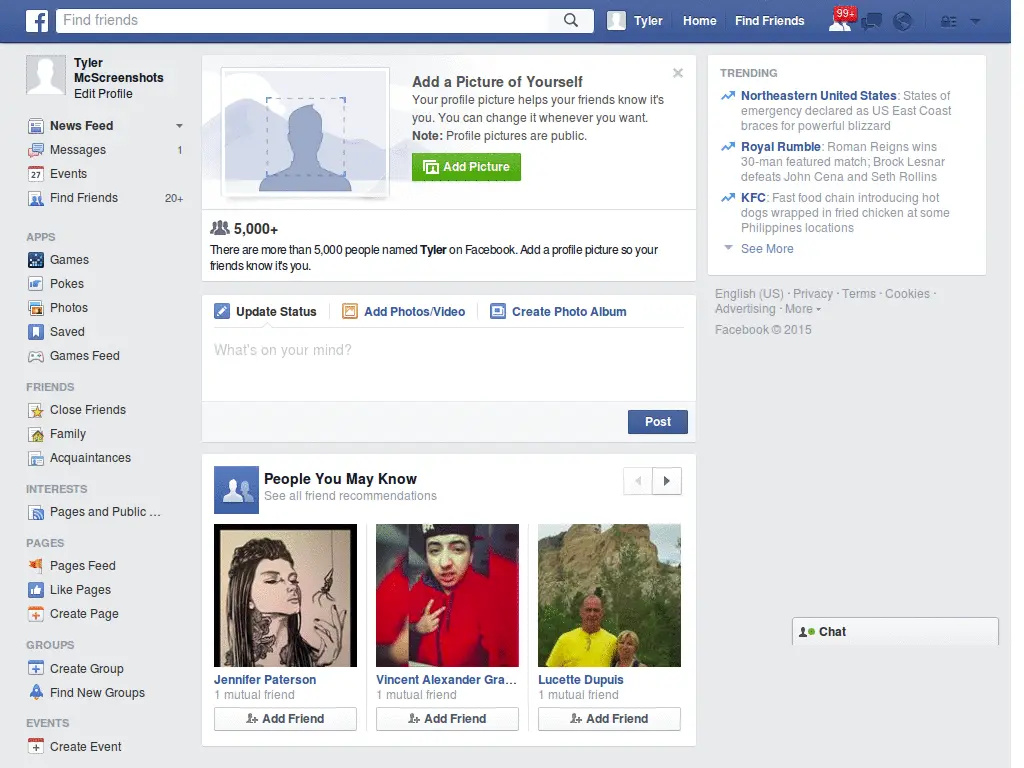 Find friends
Tyler
Home
Find Friends
99+
Tyler
McScreenshots
Edit Profile
News Feed
Messages 1
27 Events
Find Friends 20+
APPS
Games
Pokes
Photos
Saved
Games Feed
FRIENDS
Close Friends
Family
Acquaintances
INTERESTS
Pages and Public ...
PAGES
Pages Feed
Like Pages
Create Page
GROUPS
Create Group
Find New Groups
EVENTS
Create Event
Add a Picture of Yourself
Your profile picture helps your friends know it's
you. You can change it whenever you want.
Note: Profile pictures are public.
Add Picture
5,000+
There are more than 5,000 people named Tyler on Facebook. Add a profile picture so your
friends know it's you.
Update Status
Add Photos/Video
Create Photo Album
What's on your mind?
Post
People You May Know
See all friend recommendations
Jennifer Paterson
1 mutual friend
Add Friend
Vincent Alexander Gra...
1 mutual friend
Add Friend
Lucette Dupuis
1 mutual friend
Add Friend
TRENDING
Northeastern United States: States of
emergency declared as US East Coast
braces for powerful blizzard
Royal Rumble: Roman Reigns wins
30-man featured match; Brock Lesnar
defeats John Cena and Seth Rollins
KFC: Fast food chain introducing hot
dogs wrapped in fried chicken at some
Philippines locations
See More
English (US) · Privacy · Terms · Cookies ·
Advertising · More
Facebook © 2015
Chat